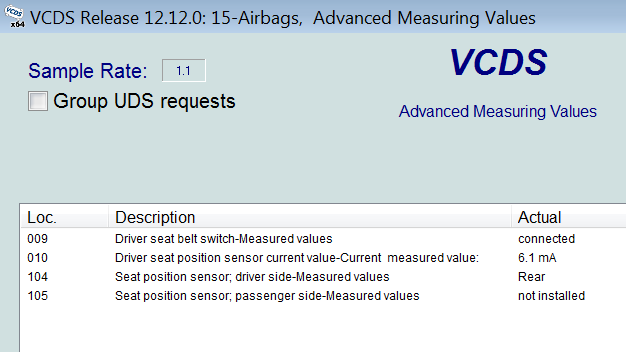 VCDS x64 VCDS Release 12.12.0: 15-Airbags, Advanced Measuring Values
VCDS
Sample Rate: 1.1
Group UDS requests
Advanced Measuring Values
Loc. Description Actual
009 Driver seat belt switch-Measured values connected
010 Driver seat position sensor current value-Current measured value: 6.1 mA
104 Seat position sensor; driver side-Measured values Rear
105 Seat position sensor; passenger side-Measured values not installed